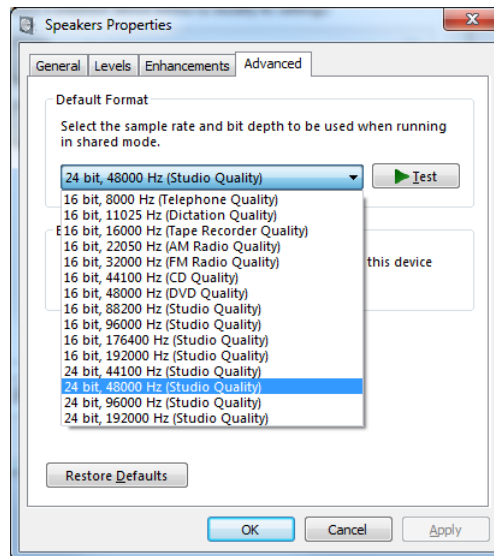 Speakers Properties
General Levels Enhancements Advanced
Default Format
Select the sample rate and bit depth to be used when running
in shared mode.
24 bit, 48000 Hz (Studio Quality)
Test
16 bit, 8000 Hz (Telephone Quality)
16 bit, 11025 Hz (Dictation Quality)
16 bit, 16000 Hz (Tape Recorder Quality)
16 bit, 22050 Hz (AM Radio Quality)
16 bit, 32000 Hz (FM Radio Quality)
this device
16 bit, 44100 Hz (CD Quality)
16 bit, 48000 Hz (DVD Quality)
16 bit, 88200 Hz (Studio Quality)
16 bit, 96000 Hz (Studio Quality)
16 bit, 176400 Hz (Studio Quality)
16 bit, 192000 Hz (Studio Quality)
24 bit, 44100 Hz (Studio Quality)
24 bit, 48000 Hz (Studio Quality)
24 bit, 96000 Hz (Studio Quality)
24 bit, 192000 Hz (Studio Quality)
Restore Defaults
OK Cancel Apply